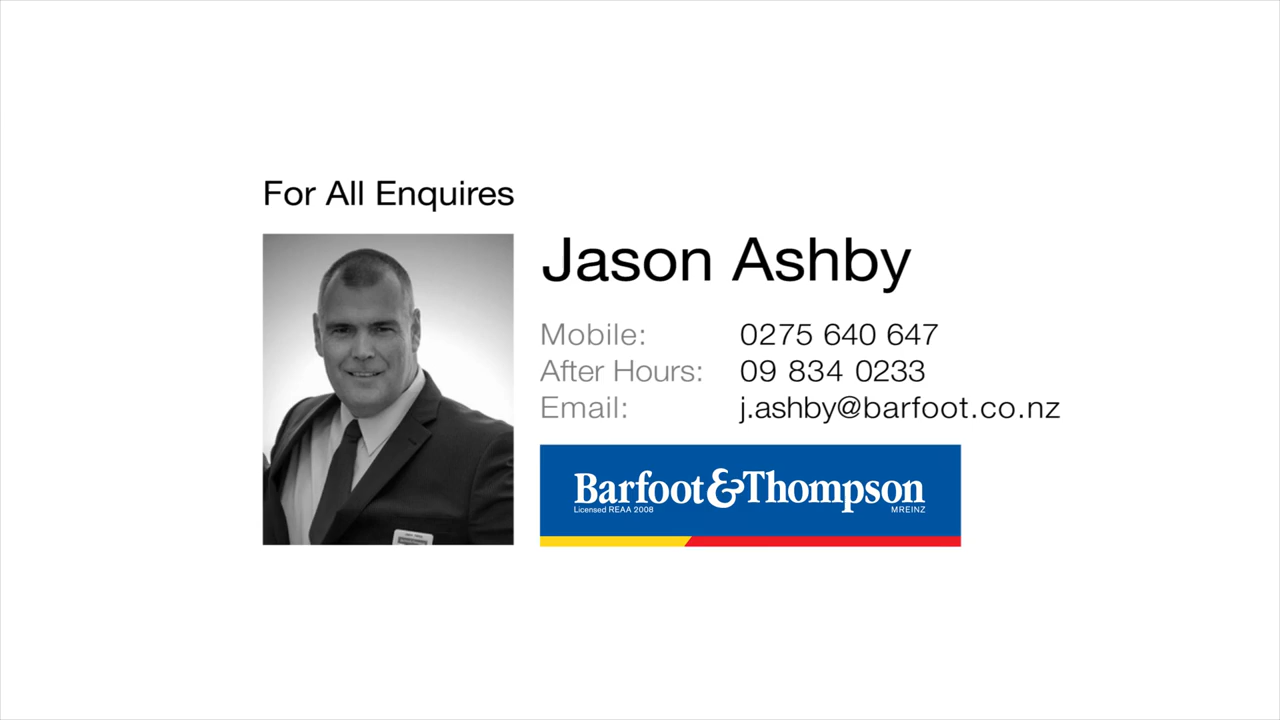 For All Enquires
Jason Ashby
Mobile: 0275 640 647
After Hours: 09 834 0233
Email: j.ashby@barfoot.co.nz
Barfoot&Thompson
Licensed REAA 2008 MREINZ